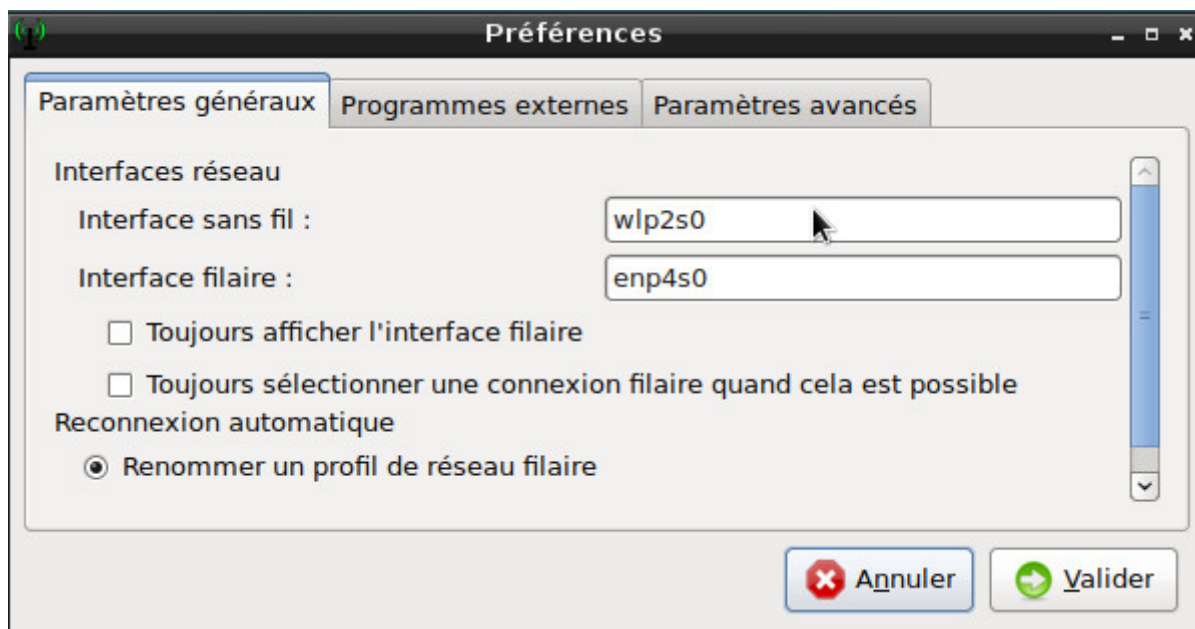 Préférences
Paramètres généraux Programmes externes Paramètres avancés
Interfaces réseau
Interface sans fil : wlp2s0
Interface filaire : enp4s0
Toujours afficher l'interface filaire
Toujours sélectionner une connexion filaire quand cela est possible
Reconnexion automatique
Renommer un profil de réseau filaire
Annuler Valider